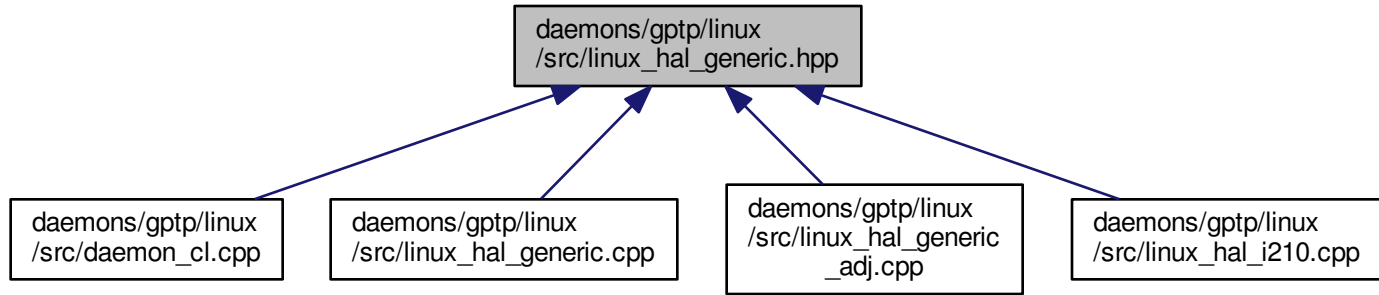 daemons/gptp/linux
/src/linux_hal_generic.hpp
daemons/gptp/linux
/src/daemon_cl.cpp
daemons/gptp/linux
/src/linux_hal_generic.cpp
daemons/gptp/linux
/src/linux_hal_generic
_adj.cpp
daemons/gptp/linux
/src/linux_hal_i210.cpp